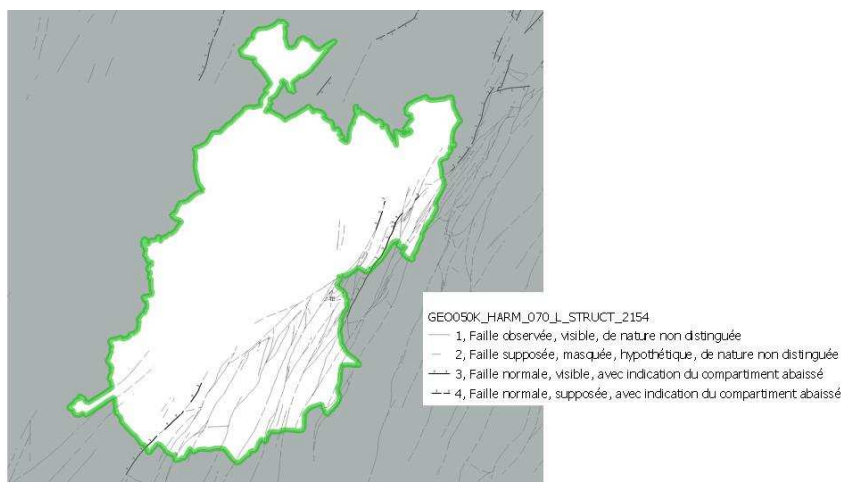 GEO050K_HARM_070_L_STRUCT_2154
1, Faille observée, visible, de nature non distinguée
2, Faille supposée, masquée, hypothétique, de nature non distinguée
3, Faille normale, visible, avec indication du compartiment abaissé
4, Faille normale, supposée, avec indication du compartiment abaissé